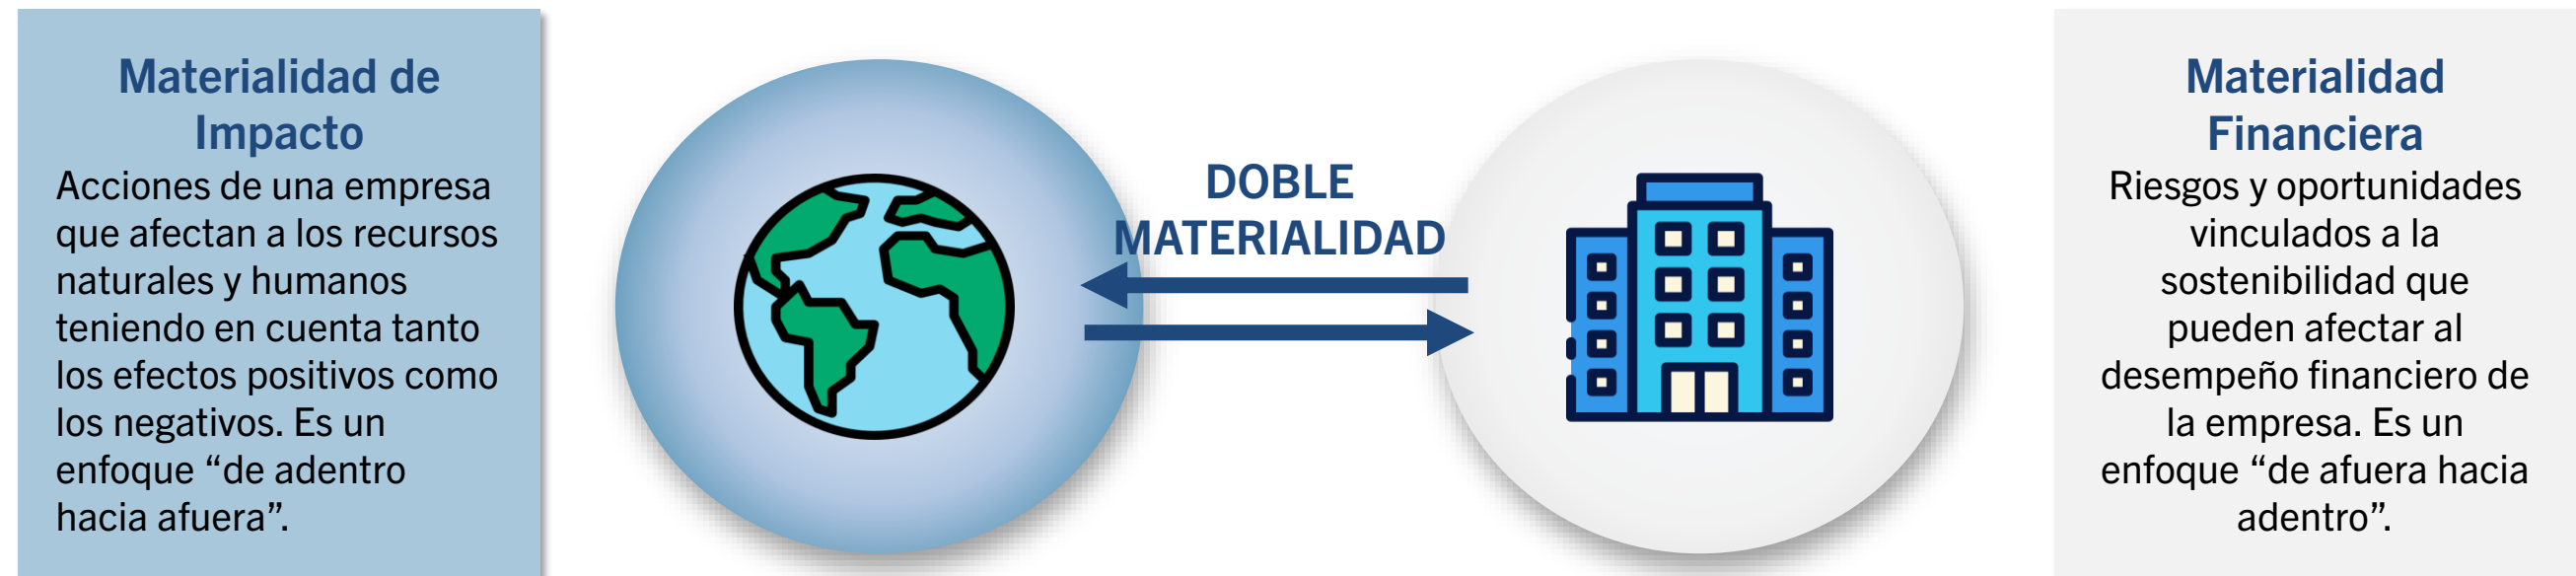 Materialidad de
Impacto
Acciones de una empresa
que afectan a los recursos
naturales y humanos
teniendo en cuenta tanto
los efectos positivos como
los negativos. Es un
enfoque “de adentro
hacia afuera”.
DOBLE
MATERIALIDAD
Materialidad
Financiera
Riesgos y oportunidades
vinculados a la
sostenibilidad que
pueden afectar al
desempeño financiero de
la empresa. Es un
enfoque “de afuera hacia
adentro”.